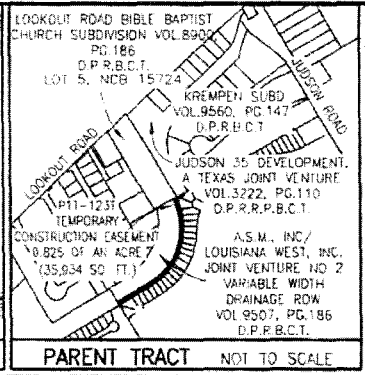 LOOKOUT ROAD BIBLE BAPTIST
CHURCH SUBDIVISION VOL.8900,
PG.186
D.P.R.B.C.T.
LOT 5, NCB 15724
KREMPEN SUBD
VOL.9560, PG.147
D.P.R.B.C.T
JUDSON ROAD
LOOKOUT ROAD
JUDSON 35 DEVELOPMENT,
A TEXAS JOINT VENTURE
VOL.3222, PG.110
D.P.R.R.P.B.C.T.
P11-1231
TEMPORARY
CONSTRUCTION EASEMENT
0.825 OF AN ACRE
(35,934 SQ. FT.)
A.S.M., INC/
LOUISIANA WEST, INC.
JOINT VENTURE NO 2
VARIABLE WIDTH
DRAINAGE ROW
VOL 9507, PG.186
D.P.R.B.C.T.
PARENT TRACT NOT TO SCALE